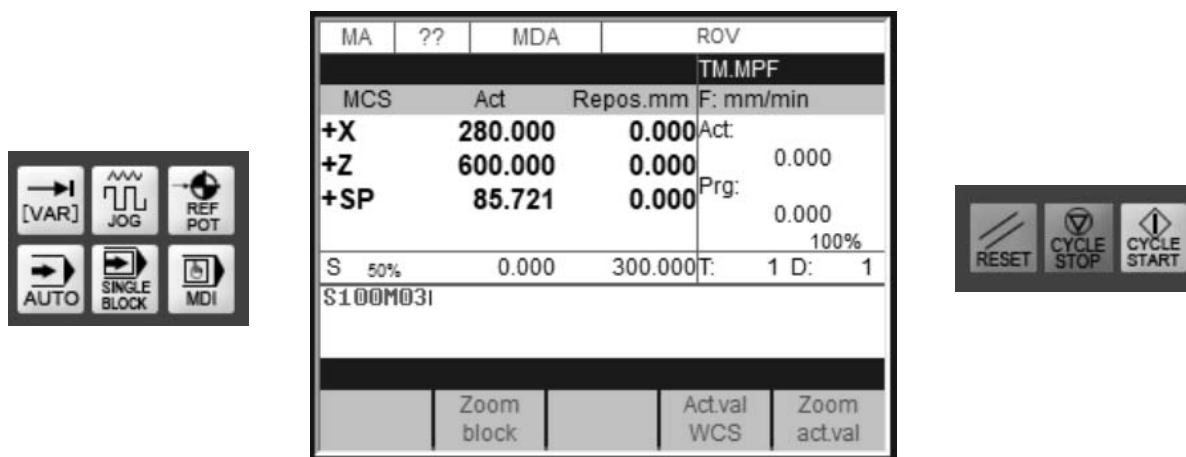 [VAR] JOG REF POT
AUTO SINGLE BLOCK MDI
MA ?? MDA ROV
TM.MPF
MCS Act Repos.mm F: mm/min
+X 280.000 0.000 Act:
0.000
+Z 600.000 0.000
Prg:
+SP 85.721 0.000
0.000
100%
S 50% 0.000 300.000 T: 1 D: 1
S100M03
Zoom block Act.val WCS Zoom act.val
RESET CYCLE STOP CYCLE START